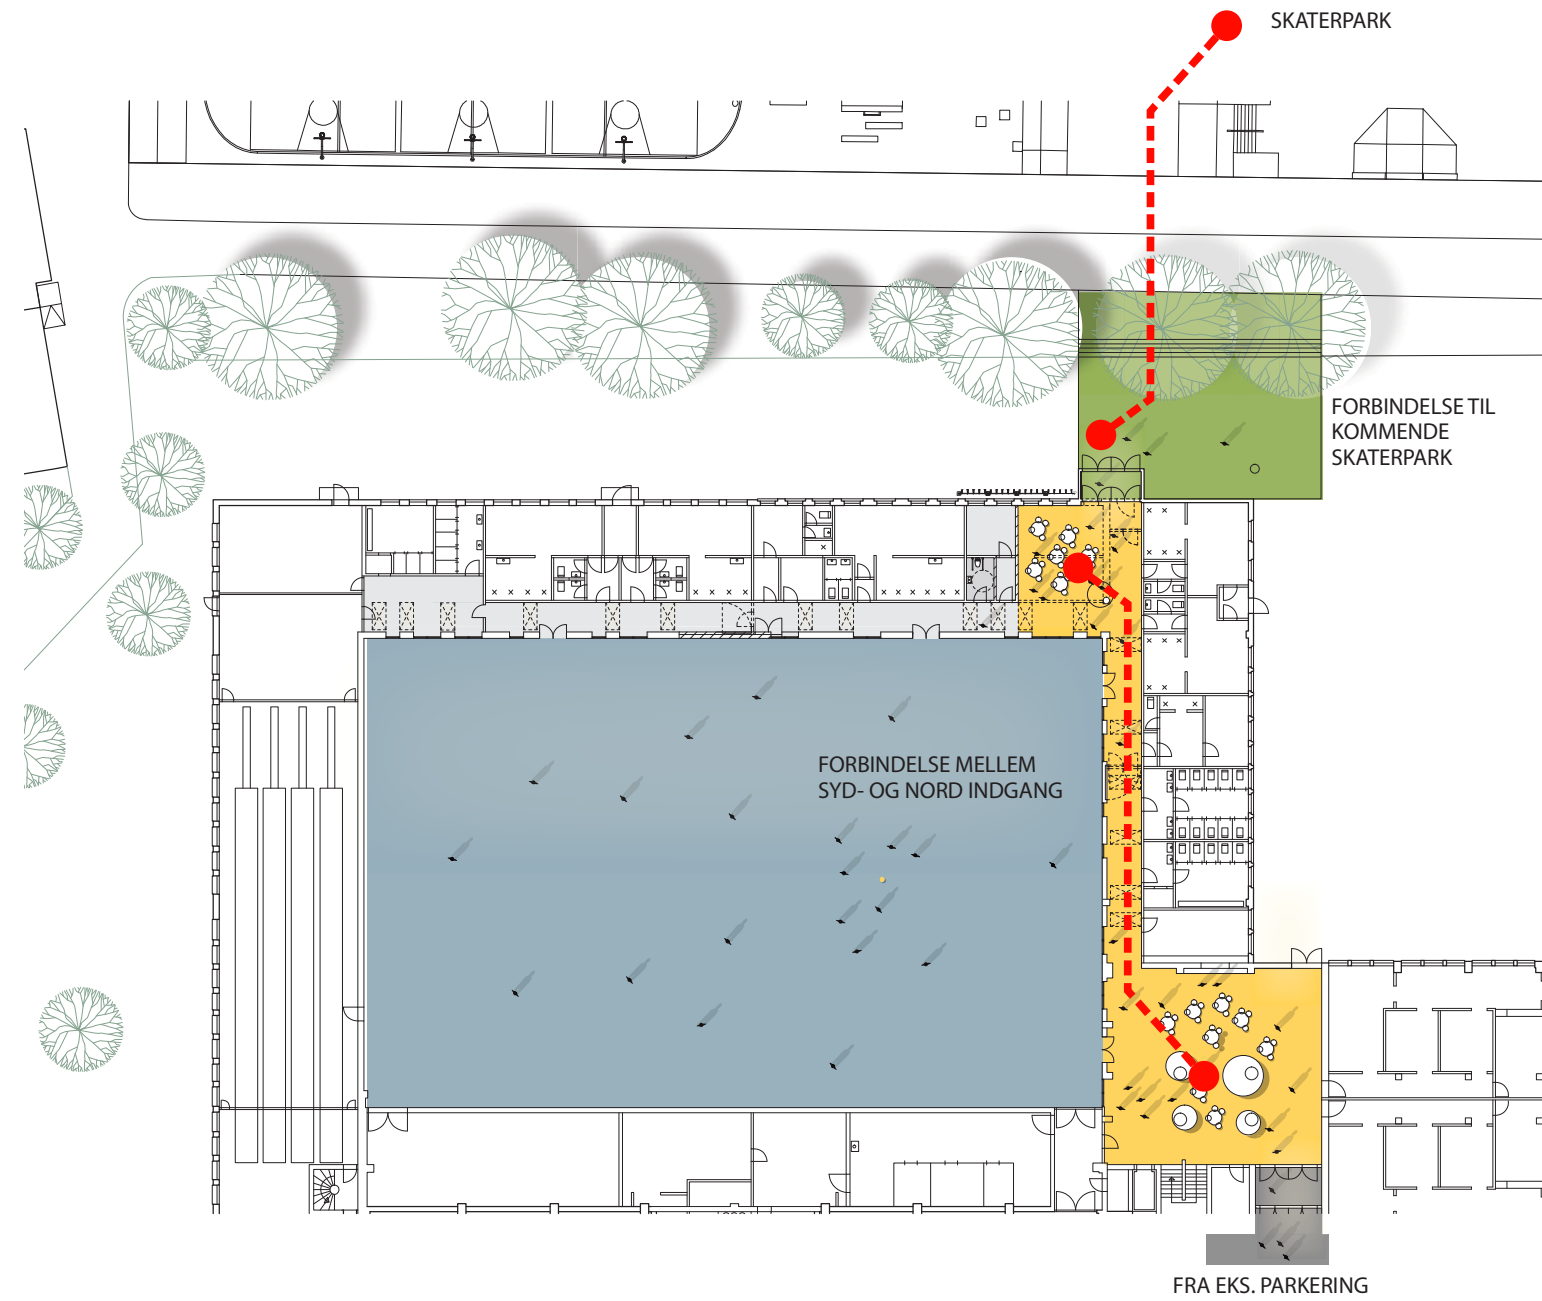 SKATERPARK
FORBINDELSE TIL
KOMMENDE
SKATERPARK
FORBINDELSE MELLEM
SYD- OG NORD INDGANG
FRA EKS. PARKERING